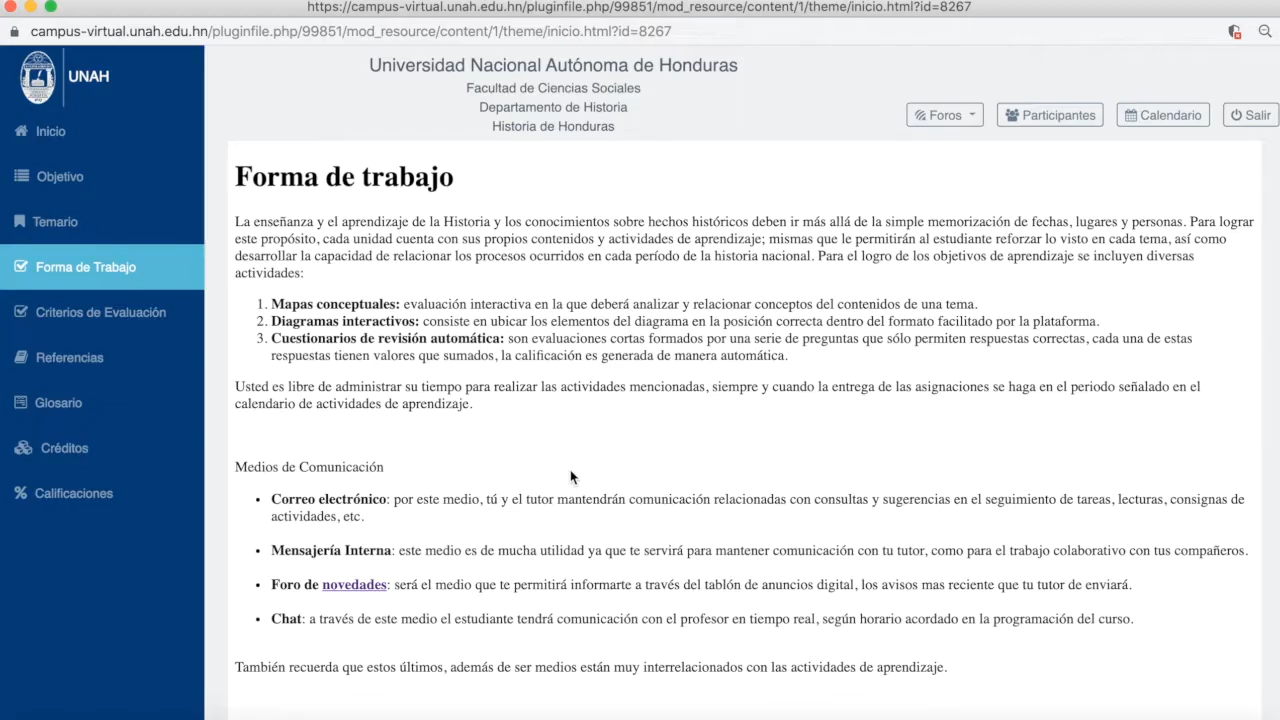 https://campus-virtual.unah.edu.hn/pluginfile.php/99851/mod_resource/content/1/theme/inicio.html?id=8267
campus-virtual.unah.edu.hn/pluginfile.php/99851/mod_resource/content/1/theme/inicio.html?id=8267
UNAH
Inicio
Objetivo
Temario
Forma de Trabajo
Criterios de Evaluación
Referencias
Glosario
Créditos
Calificaciones
Universidad Nacional Autónoma de Honduras
Facultad de Ciencias Sociales
Departamento de Historia
Historia de Honduras
Foros
Participantes
Calendario
Salir
Forma de trabajo
La enseñanza y el aprendizaje de la Historia y los conocimientos sobre hechos históricos deben ir más allá de la simple memorización de fechas, lugares y personas. Para lograr
este propósito, cada unidad cuenta con sus propios contenidos y actividades de aprendizaje; mismas que le permitirán al estudiante reforzar lo visto en cada tema, así como
desarrollar la capacidad de relacionar los procesos ocurridos en cada período de la historia nacional. Para el logro de los objetivos de aprendizaje se incluyen diversas
actividades:
1. Mapas conceptuales: evaluación interactiva en la que deberá analizar y relacionar conceptos del contenidos de una tema.
2. Diagramas interactivos: consiste en ubicar los elementos del diagrama en la posición correcta dentro del formato facilitado por la plataforma.
3. Cuestionarios de revisión automática: son evaluaciones cortas formados por una serie de preguntas que sólo permiten respuestas correctas, cada una de estas
respuestas tienen valores que sumados, la calificación es generada de manera automática.
Usted es libre de administrar su tiempo para realizar las actividades mencionadas, siempre y cuando la entrega de las asignaciones se haga en el periodo señalado en el
calendario de actividades de aprendizaje.
Medios de Comunicación
• Correo electrónico: por este medio, tú y el tutor mantendrán comunicación relacionadas con consultas y sugerencias en el seguimiento de tareas, lecturas, consignas de
actividades, etc.
• Mensajería Interna: este medio es de mucha utilidad ya que te servirá para mantener comunicación con tu tutor, como para el trabajo colaborativo con tus compañeros.
• Foro de novedades: será el medio que te permitirá informarte a través del tablón de anuncios digital, los avisos mas reciente que tu tutor de enviará.
• Chat: a través de este medio el estudiante tendrá comunicación con el profesor en tiempo real, según horario acordado en la programación del curso.
También recuerda que estos últimos, además de ser medios están muy interrelacionados con las actividades de aprendizaje.